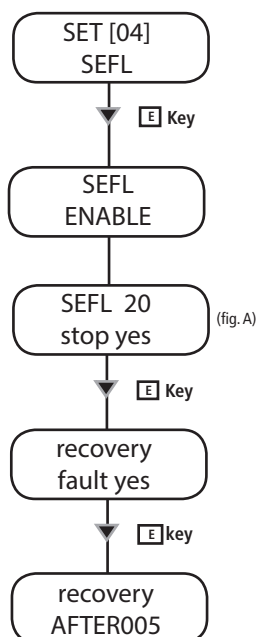 SET [04]
SEFL
E Key
SEFL
ENABLE
SEFL 20
stop yes
(fig. A)
E Key
recovery
fault yes
E key
recovery
AFTER005